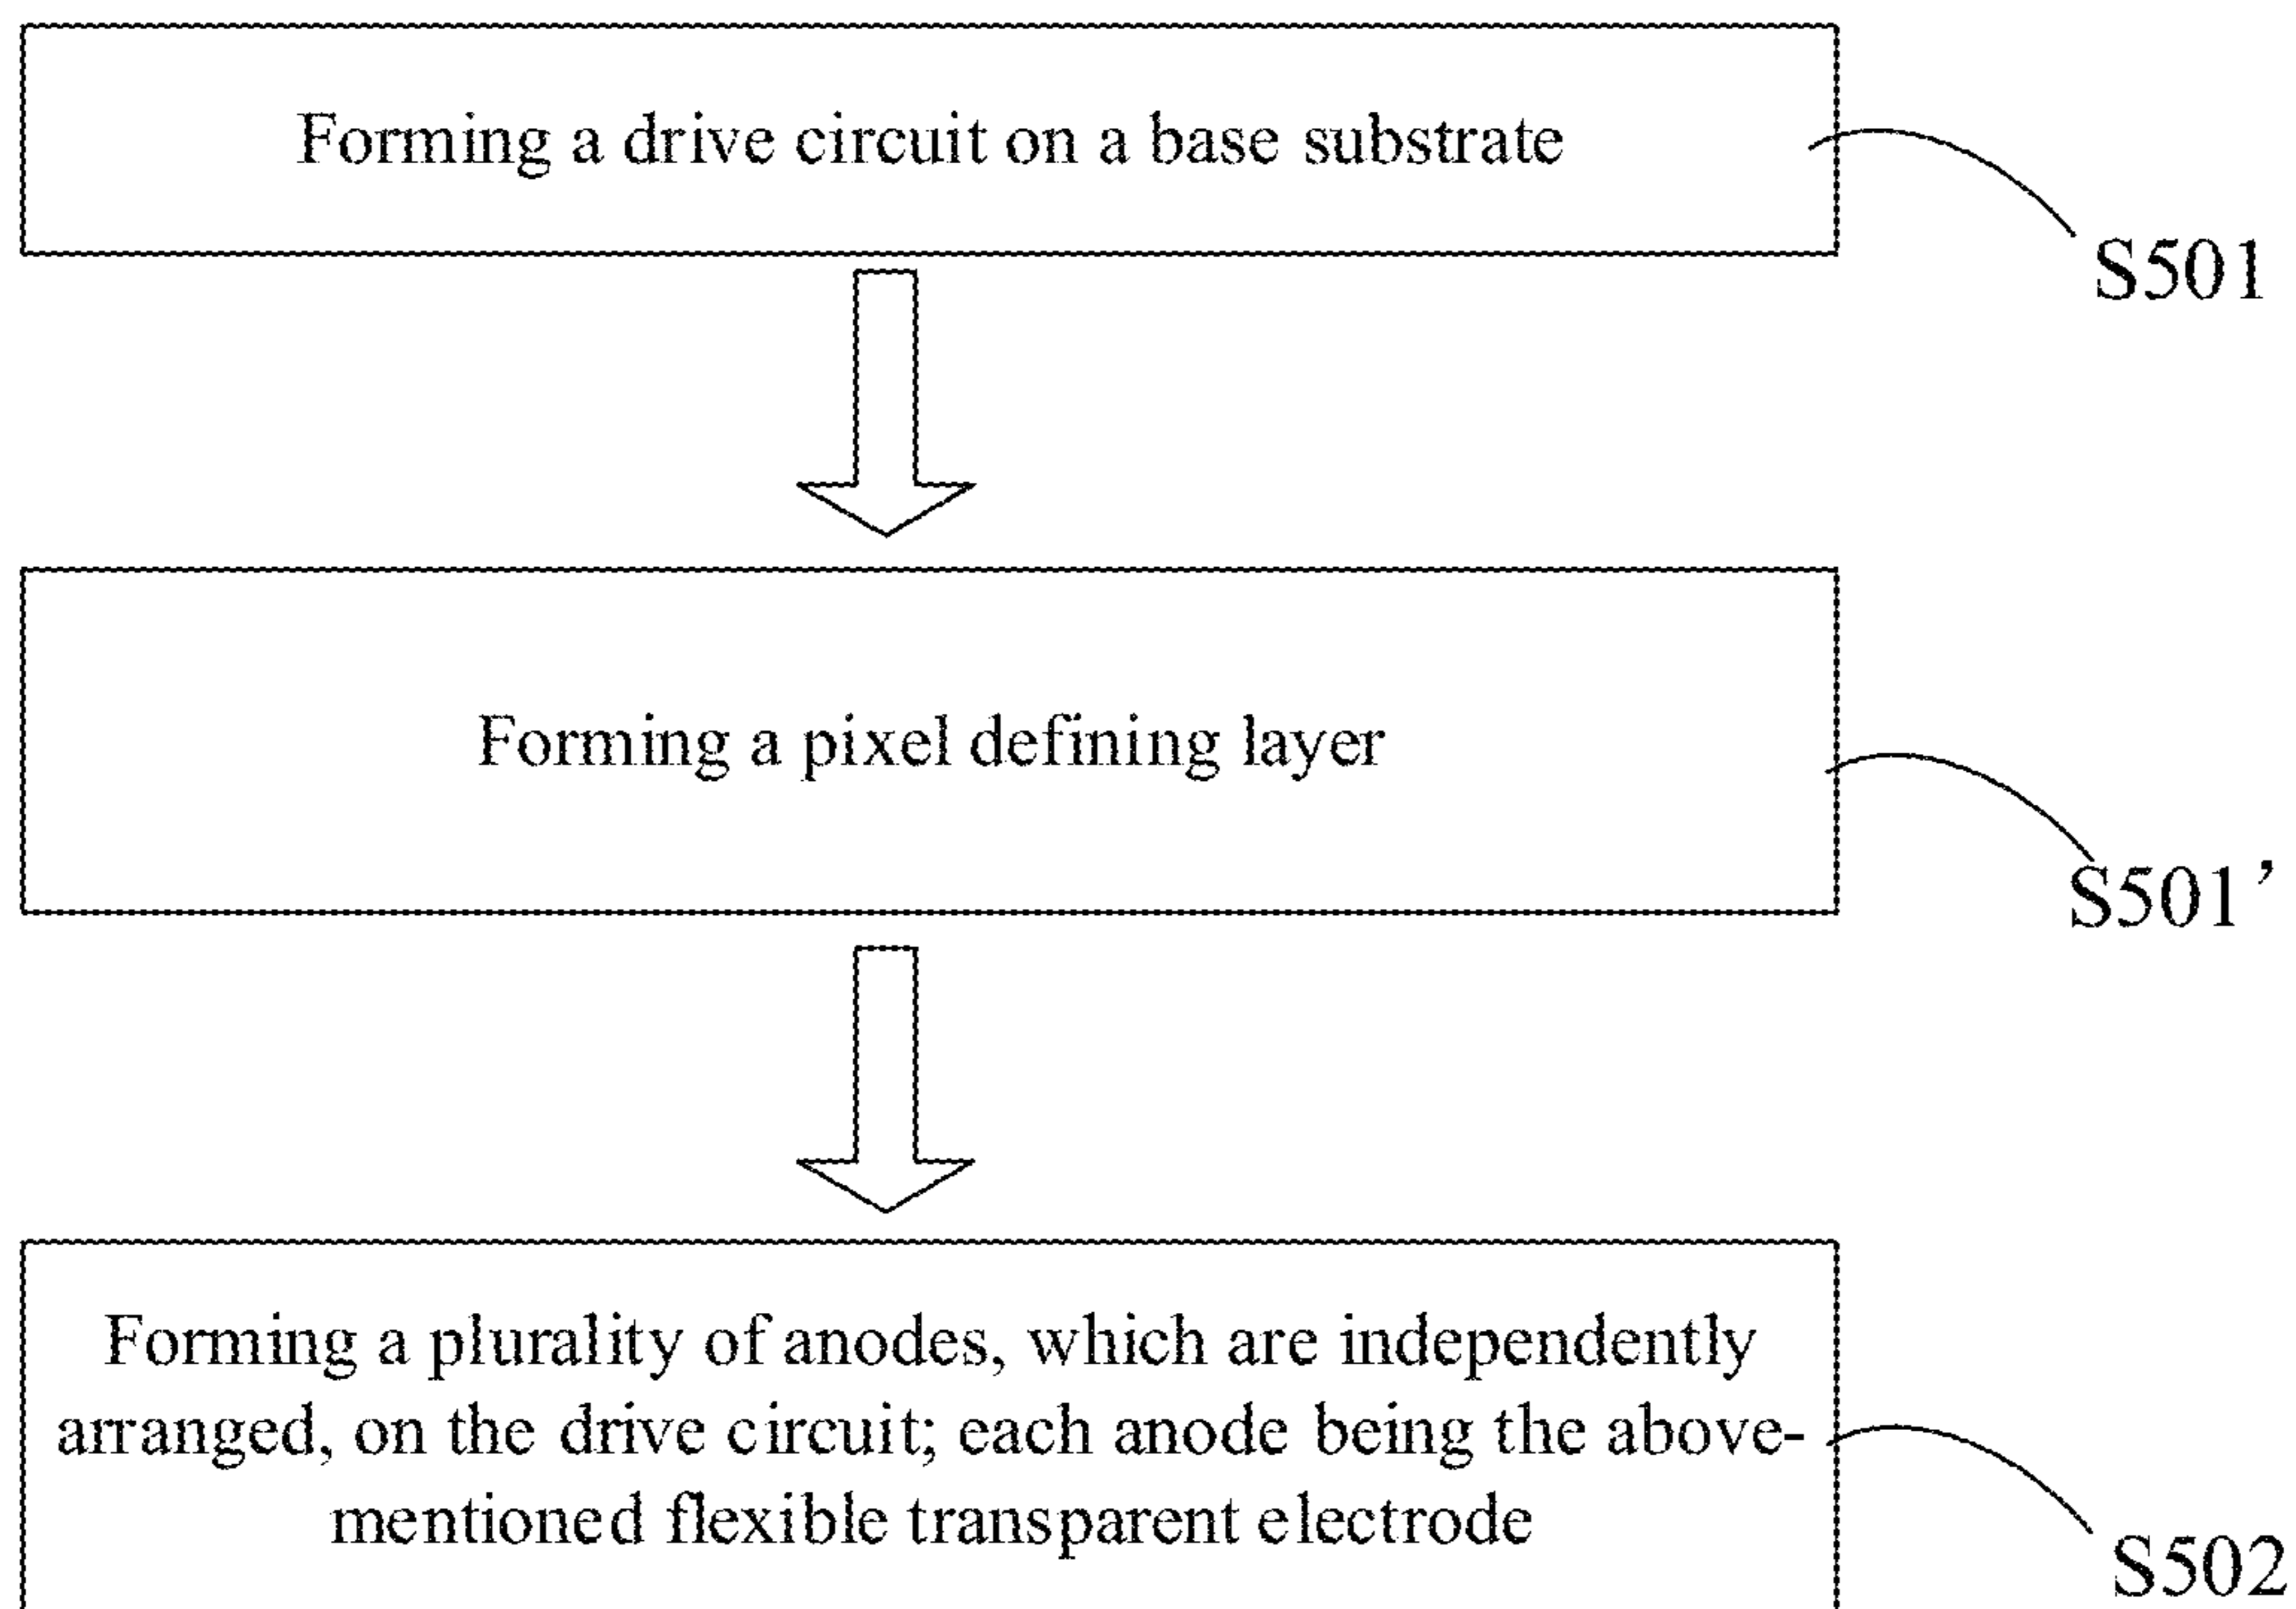 Forming a drive circuit on a base substrate
S501
Forming a pixel defining layer
S501’
Forming a plurality of anodes, which are independently
arranged, on the drive circuit; each anode being the above-
mentioned flexible transparent electrode
S502